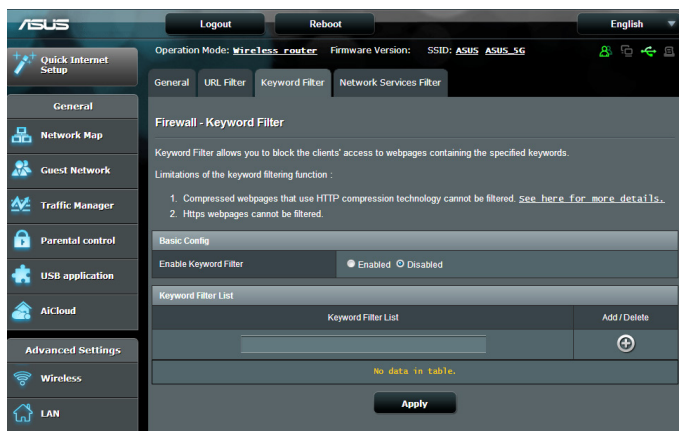 ASUS
Logout
Reboot
English
Operation Mode: Wireless router Firmware Version: SSID: ASUS ASUS_5G
Quick Internet
Setup
General URL Filter Keyword Filter Network Services Filter
General
Network Map
Guest Network
Traffic Manager
Parental control
USB application
AiCloud
Advanced Settings
Wireless
LAN
Firewall - Keyword Filter
Keyword Filter allows you to block the clients' access to webpages containing the specified keywords.
Limitations of the keyword filtering function :
1. Compressed webpages that use HTTP compression technology cannot be filtered. See here for more details.
2. Https webpages cannot be filtered.
Basic Config
Enable Keyword Filter Enabled Disabled
Keyword Filter List
Keyword Filter List Add / Delete
No data in table.
Apply